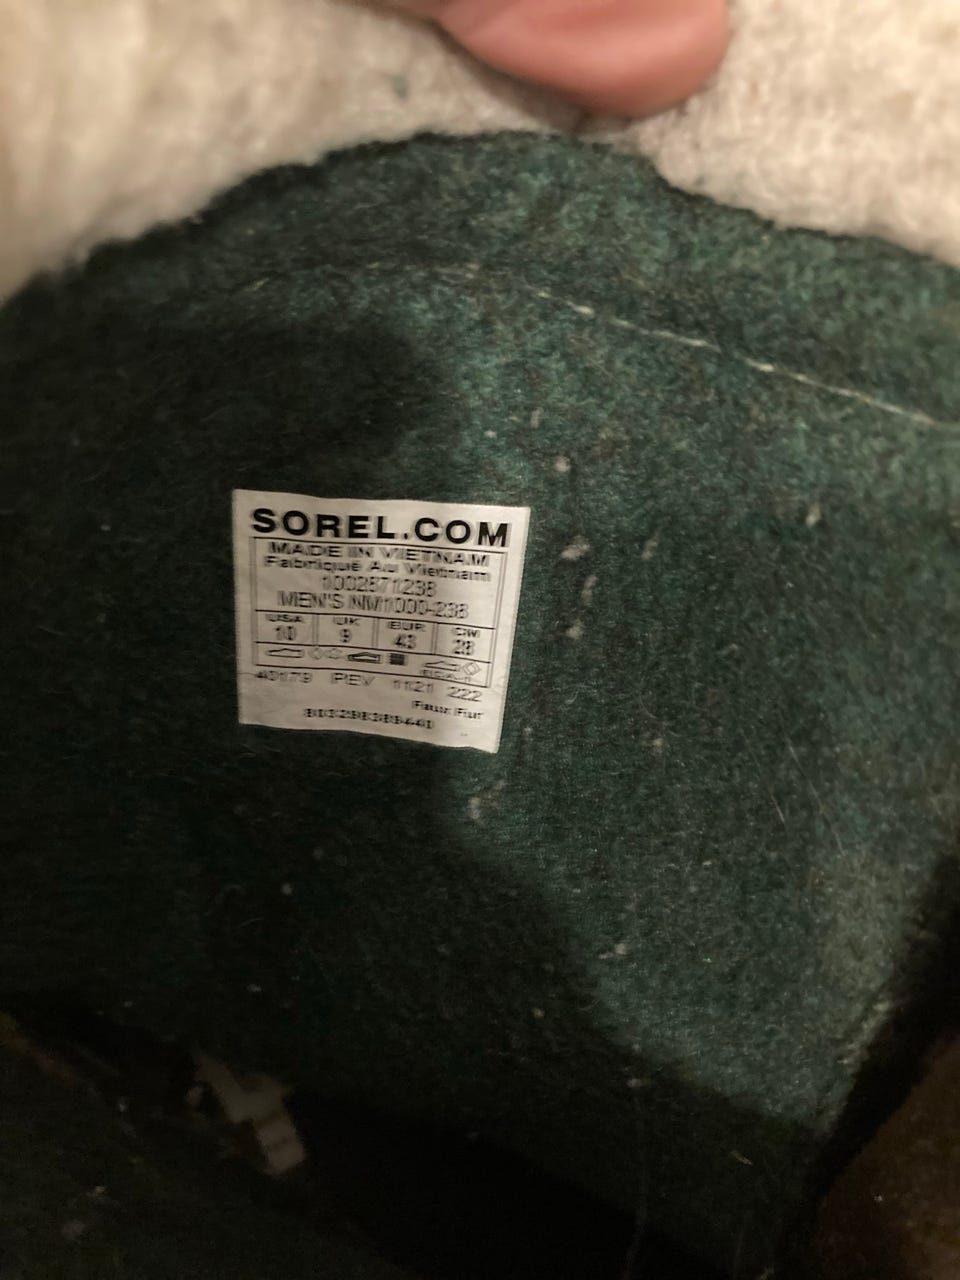 SOREL.COM
MADE IN VIETNAM
Fabriqué Au Vietnam
1002871238
MEN'S NM1000-238
USA UK EUR CM
10 9 43 28
40179 PEV 1121 222
Faux Fur